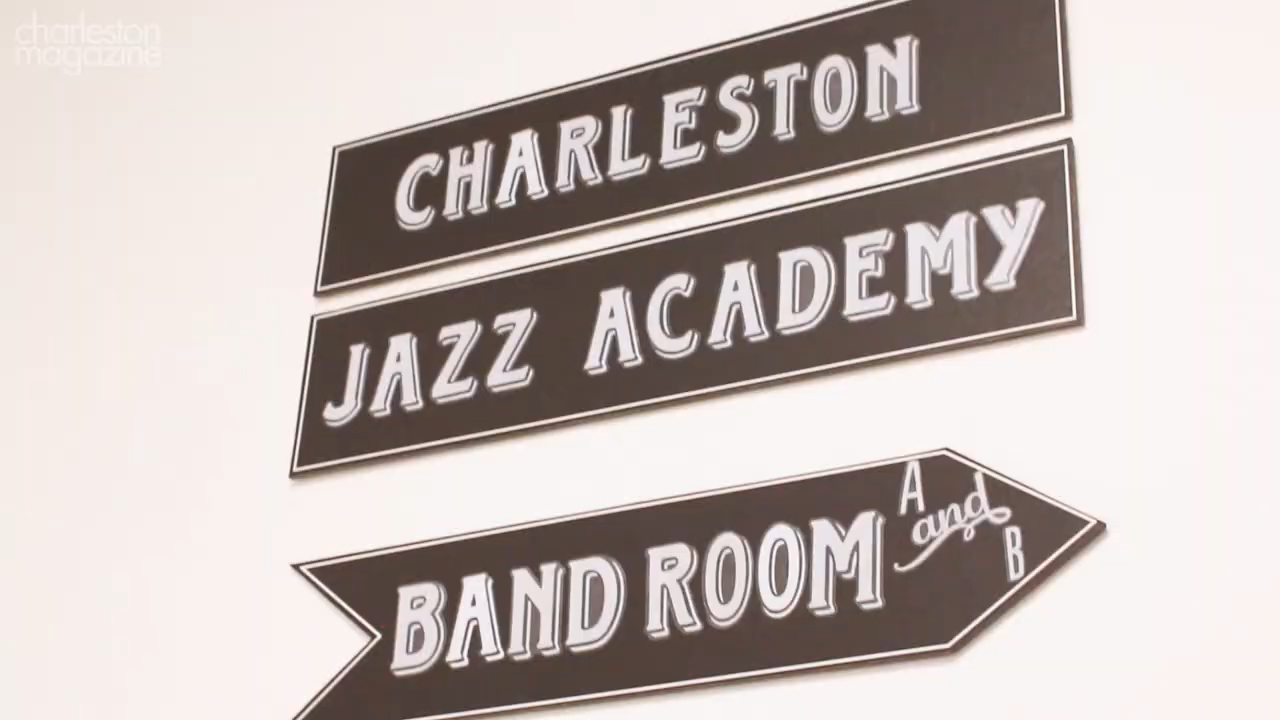 charleston
magazine
CHARLESTON
JAZZ ACADEMY
BAND ROOM A and B